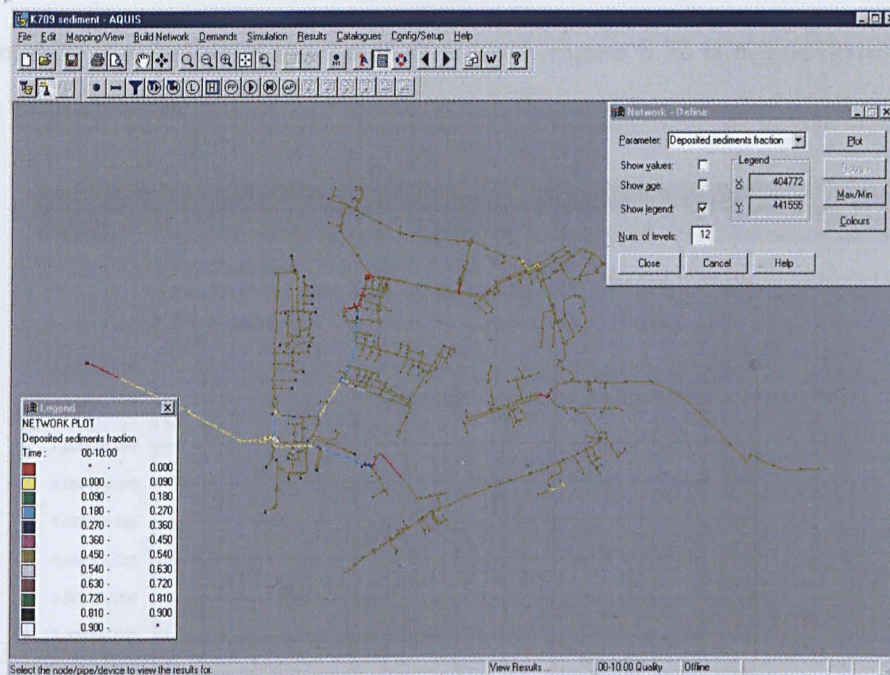 K709 sediment - AQUIS
File Edit Mapping/View Build Network Demands Simulation Results Catalogues Config/Setup Help
W ?
L H PP
Network - Define
Parameter: Deposited sediments fraction
Plot
Show values:
Legend
Show age:
X: 404772
Max/Min
Show legend:
Y: 441555
Colours
Num. of levels: 12
Close Cancel Help
Legend
NETWORK PLOT
Deposited sediments fraction
Time : 00-10:00
* - 0.000
0.000 - 0.090
0.090 - 0.180
0.180 - 0.270
0.270 - 0.360
0.360 - 0.450
0.450 - 0.540
0.540 - 0.630
0.630 - 0.720
0.720 - 0.810
0.810 - 0.900
0.900 - *
Select the node/pipe/device to view the results for.
View Results ... 00-10:00 Quality Offline